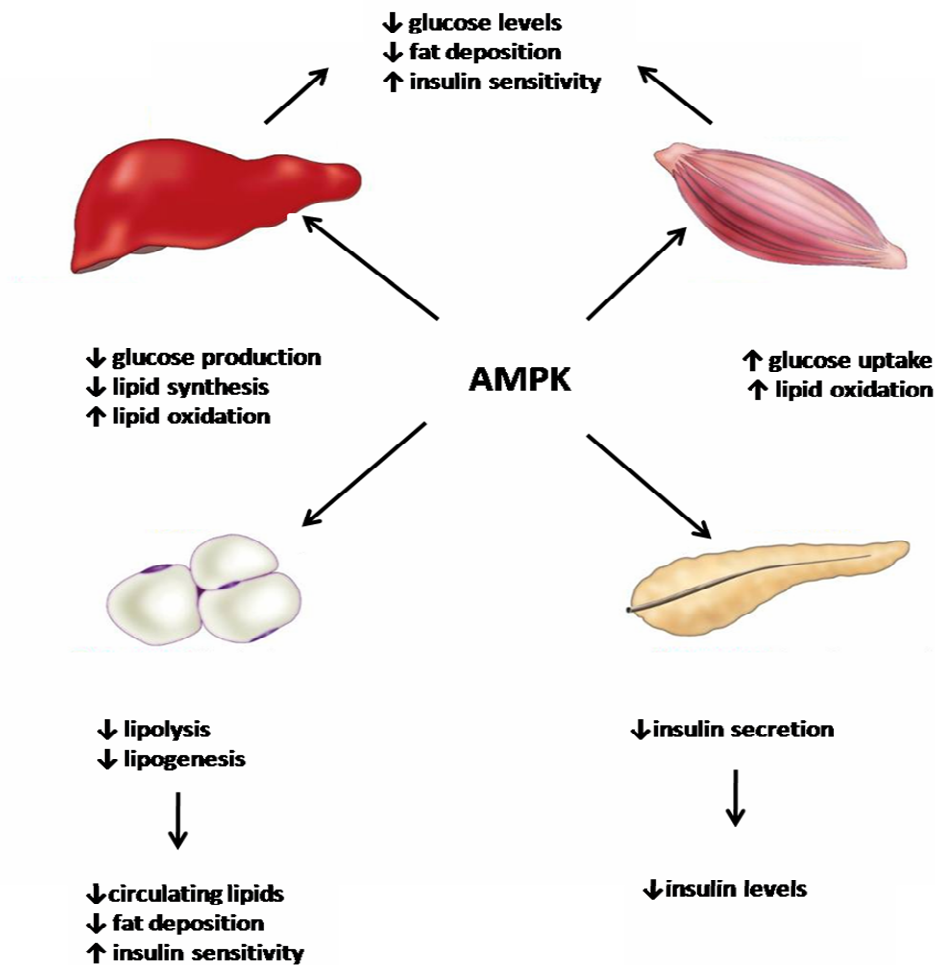 ↓ glucose levels
↓ fat deposition
↑ insulin sensitivity
↓ glucose production
↓ lipid synthesis
↑ lipid oxidation
AMPK
↑ glucose uptake
↑ lipid oxidation
↓ lipolysis
↓ lipogenesis
↓insulin secretion
↓circulating lipids
↓ fat deposition
↑ insulin sensitivity
↓insulin levels